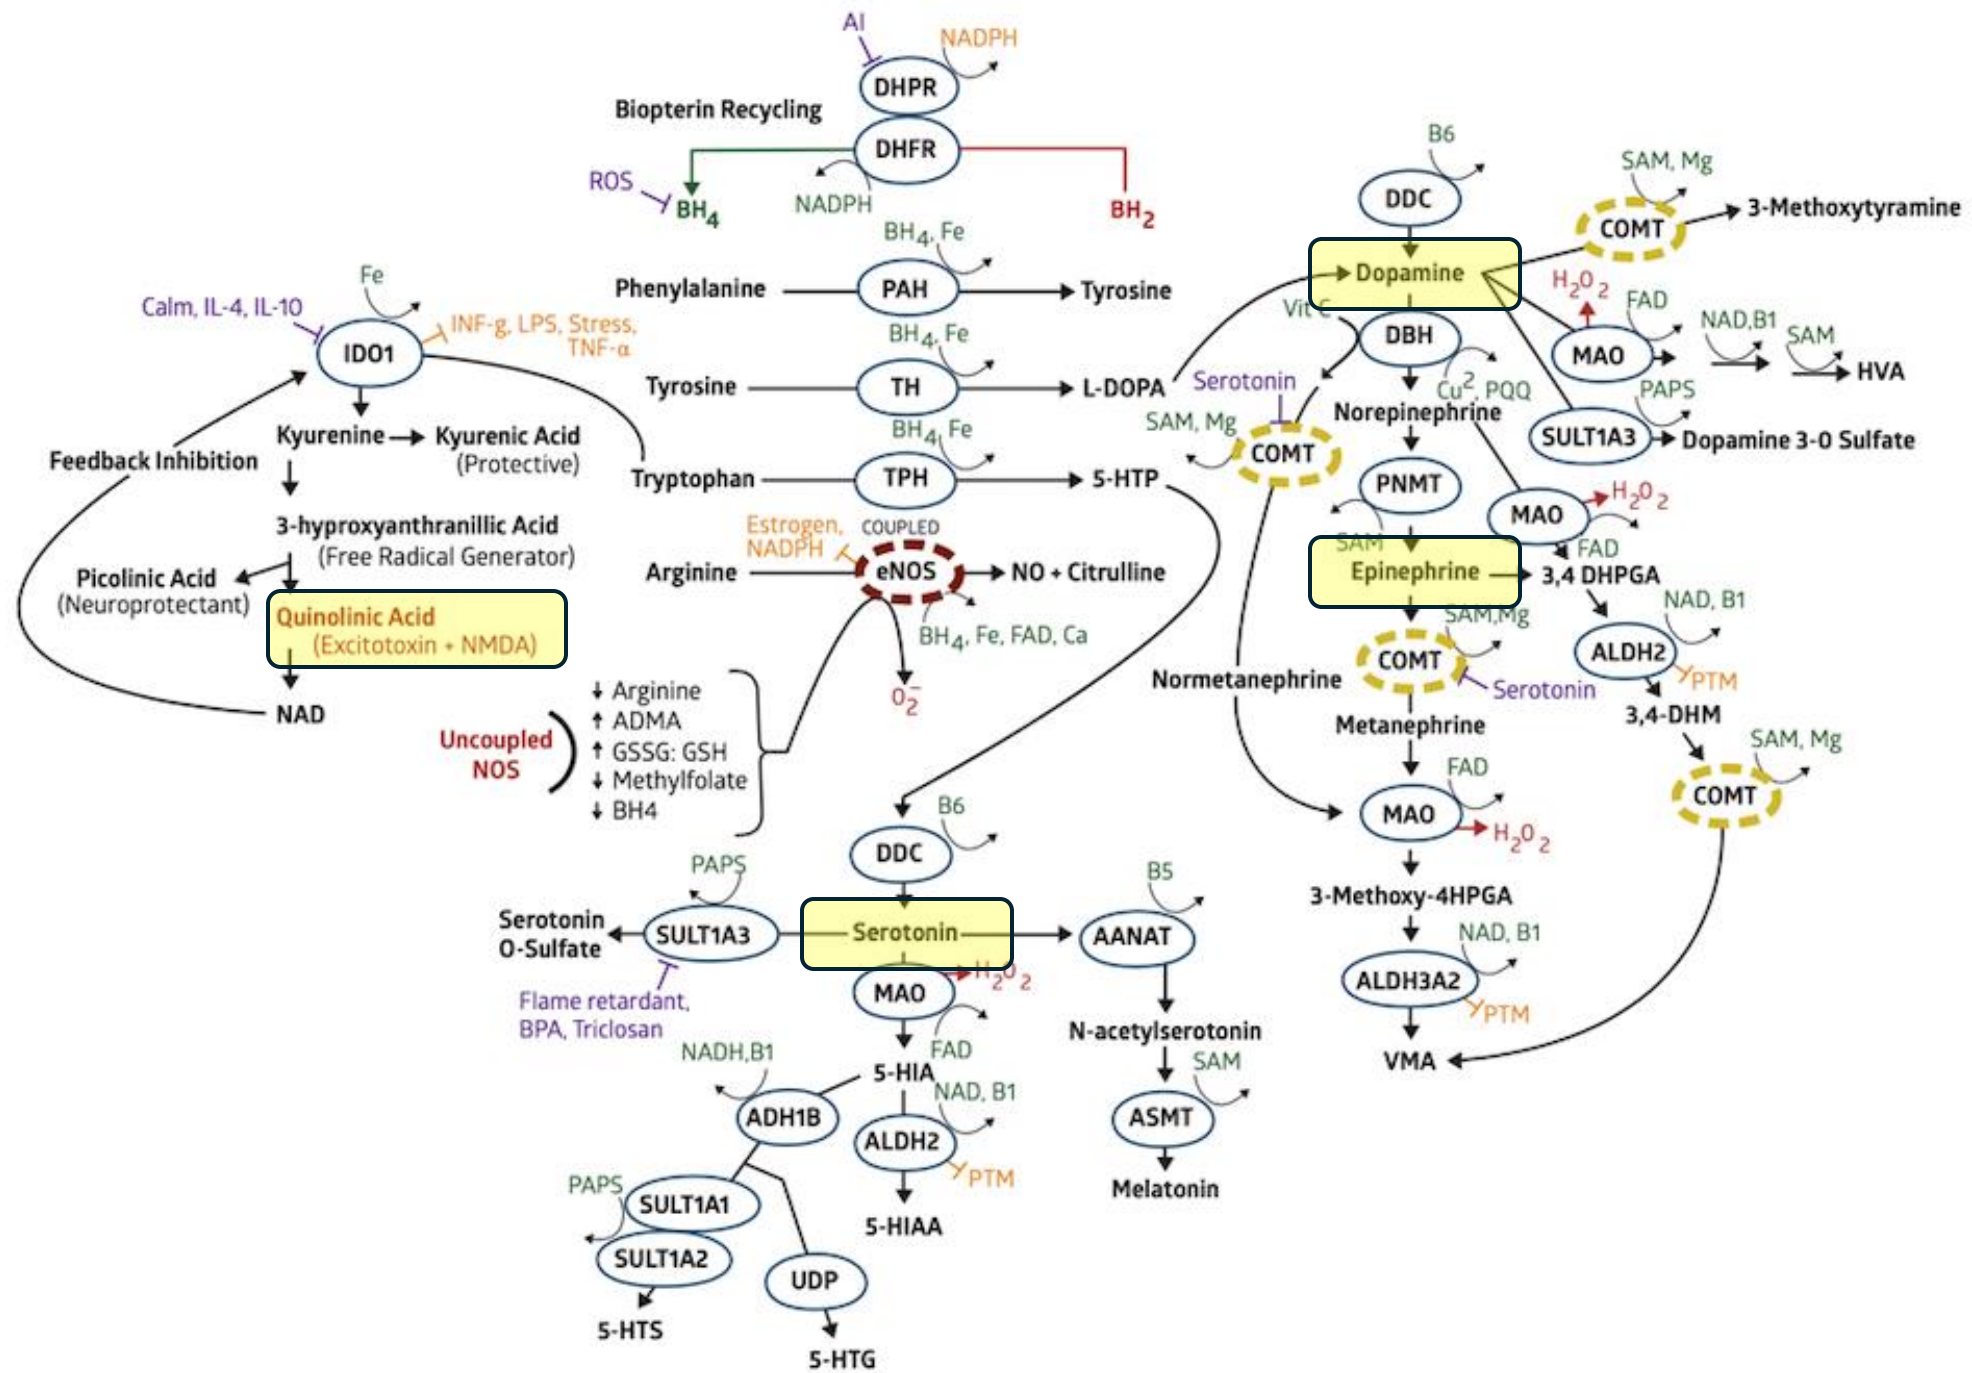 AI
NADPH
DHPR
Biopterin Recycling
DHFR
ROS
BH4
NADPH
BH2
BH4, Fe
Phenylalanine
PAH
Tyrosine
BH4, Fe
Tyrosine
TH
L-DOPA
BH4, Fe
Tryptophan
TPH
5-HTP
Estrogen,
NADPH
COUPLED
Arginine
eNOS
NO + Citrulline
BH4, Fe, FAD, Ca
O2-
Fe
Calm, IL-4, IL-10
INF-g, LPS, Stress,
TNF-α
IDO1
Kyurenine
Kyurenic Acid
(Protective)
Feedback Inhibition
3-hyproxyanthranillic Acid
(Free Radical Generator)
Picolinic Acid
(Neuroprotectant)
Quinolinic Acid
(Excitotoxin + NMDA)
NAD
Uncoupled
NOS
↓ Arginine
↑ ADMA
↑ GSSG: GSH
↓ Methylfolate
↓ BH4
B6
DDC
PAPS
Serotonin
O-Sulfate
SULT1A3
Serotonin
B5
AANAT
Flame retardant,
BPA, Triclosan
MAO
H2O2
FAD
N-acetylserotonin
SAM
ASMT
Melatonin
NADH,B1
5-HIA
NAD, B1
ADH1B
ALDH2
PTM
5-HIAA
PAPS
SULT1A1
SULT1A2
UDP
5-HTS
5-HTG
B6
DDC
SAM, Mg
COMT
3-Methoxytyramine
Dopamine
H2O2
FAD
NAD,B1
SAM
MAO
HVA
Vit C
DBH
Cu2, PQQ
PAPS
SULT1A3
Dopamine 3-O Sulfate
Serotonin
SAM, Mg
COMT
Norepinephrine
PNMT
SAM
MAO
H2O2
FAD
Epinephrine
3,4 DHPGA
NAD, B1
ALDH2
PTM
3,4-DHM
SAM, Mg
COMT
SAM,Mg
COMT
Serotonin
Normetanephrine
Metanephrine
FAD
MAO
H2O2
3-Methoxy-4HPGA
NAD, B1
ALDH3A2
PTM
VMA